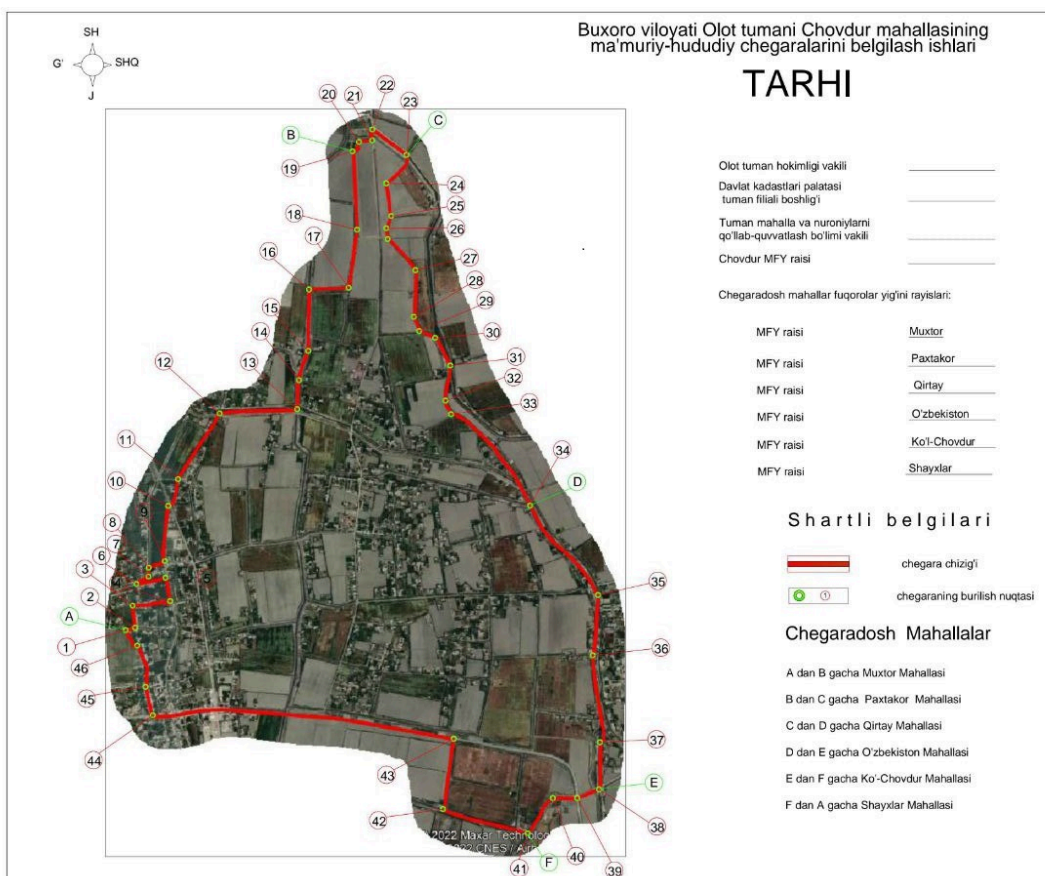 SH
G'
SHQ
J
Buxoro viloyati Olot tumani Chovdur mahallasining
ma'muriy-hududiy chegaralarini belgilash ishlari
TARHI
Olot tuman hokimligi vakili
Davlat kadastlari palatasi
tuman filiali boshlig'i
Tuman mahalla va nuroniylarni
qo'llab-quvvatlash bo'limi vakili
Chovdur MFY raisi
Chegaradosh mahallar fuqorolar yig'ini rayislari:
MFY raisi Muxtor
MFY raisi Paxtakor
MFY raisi Qirtay
MFY raisi O'zbekiston
MFY raisi Ko'l-Chovdur
MFY raisi Shayxlar
Shartli belgilari
chegara chizig'i
1
chegaraning burilish nuqtasi
Chegaradosh Mahallalar
A dan B gacha Muxtor Mahallasi
B dan C gacha Paxtakor Mahallasi
C dan D gacha Qirtay Mahallasi
D dan E gacha O'zbekiston Mahallasi
E dan F gacha Ko'-Chovdur Mahallasi
F dan A gacha Shayxlar Mahallasi
22
21
20
23
B
C
19
24
25
18
26
17
27
16
28
15
29
14
30
31
13
32
12
33
11
34
10
D
9
8
7
6
35
3
4
5
2
A
1
36
46
45
37
44
43
E
42
38
40
41
F
39
2022 Maxar Technolo
2022 CNES / Air